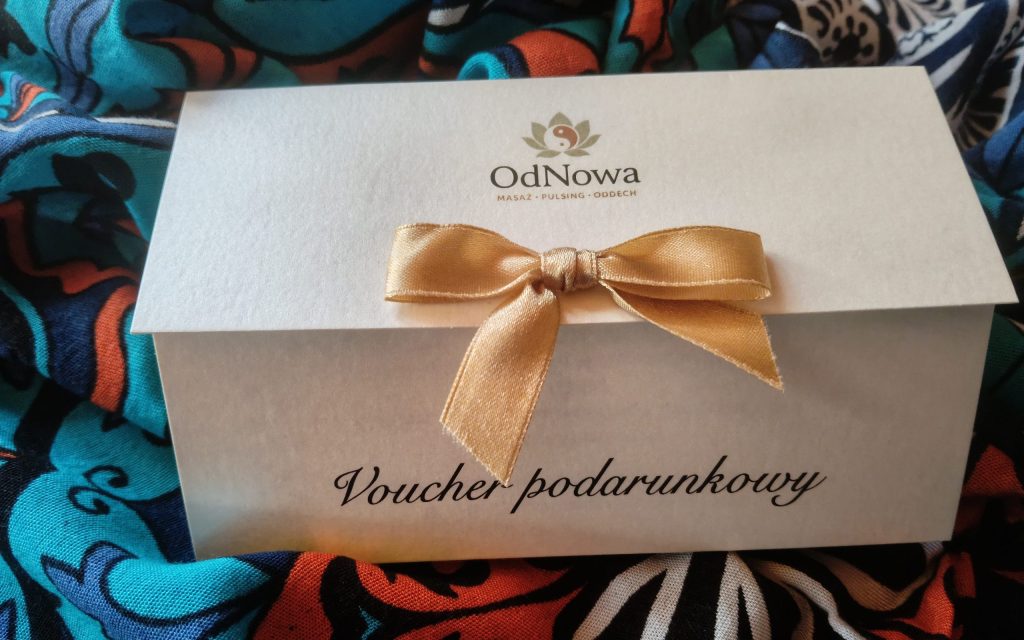 OdNowa
MASAŻ · PULSING · ODDECH
Voucher podarunkowy